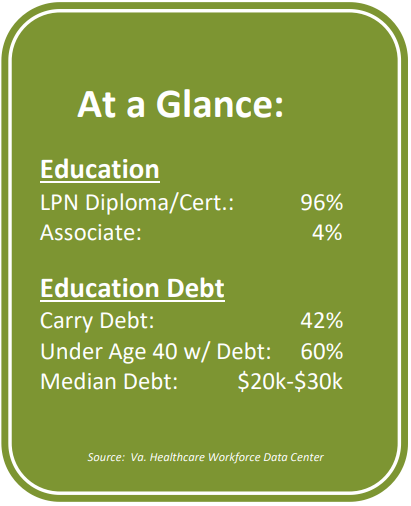 At a Glance:
Education
LPN Diploma/Cert.: 96%
Associate: 4%
Education Debt
Carry Debt: 42%
Under Age 40 w/ Debt: 60%
Median Debt: $20k-$30k
Source: Va. Healthcare Workforce Data Center